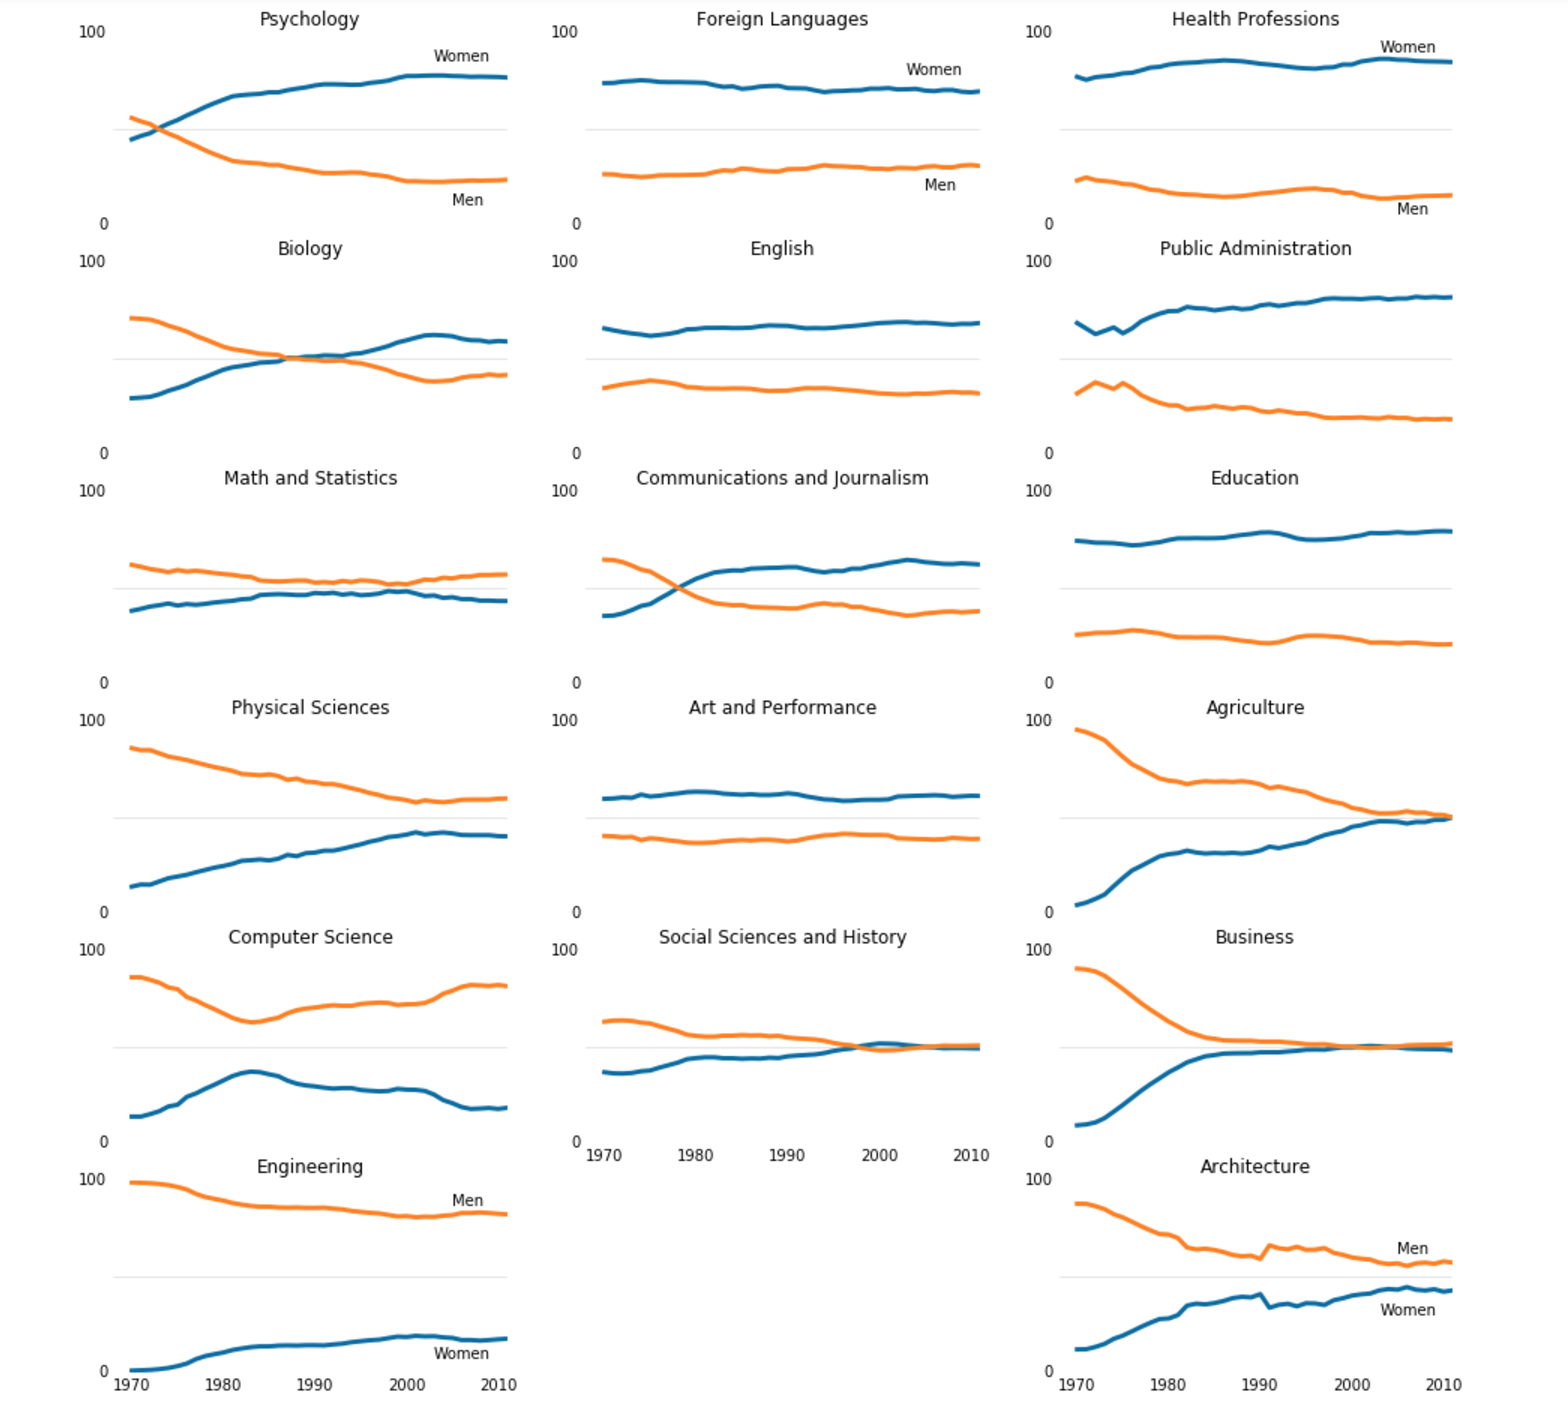 Psychology Foreign Languages Health Professions
100 100 100
Women Women Women
Men Men Men
0 0 0
Biology English Public Administration
100 100 100
0 0 0
Math and Statistics Communications and Journalism Education
100 100 100
0 0 0
Physical Sciences Art and Performance Agriculture
100 100 100
0 0 0
Computer Science Social Sciences and History Business
100 100 100
0 0 0
1970 1980 1990 2000 2010
Engineering Architecture
100 100
Men Men
Women Women
0 0
1970 1980 1990 2000 2010 1970 1980 1990 2000 2010